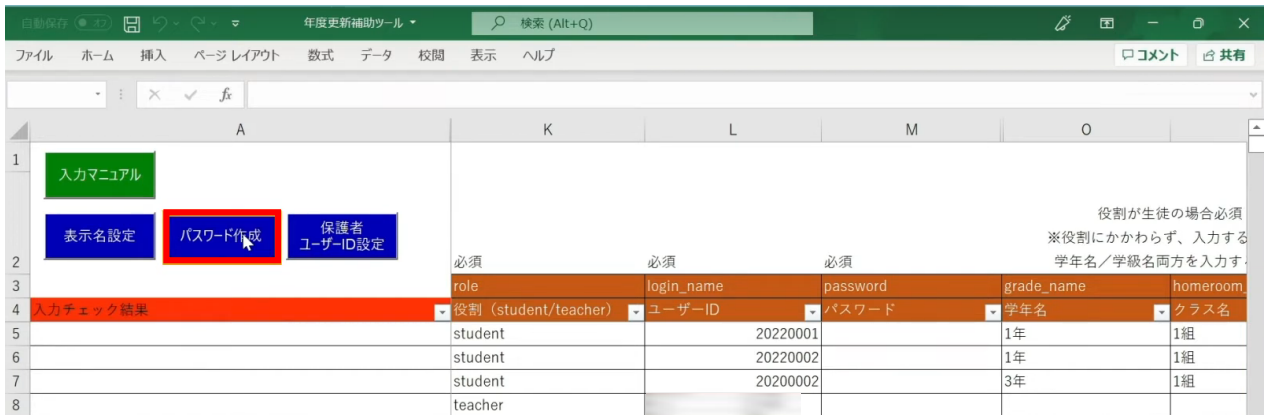 自動保存 オフ 年度更新補助ツール 検索 (Alt+Q)
ファイル ホーム 挿入 ページ レイアウト 数式 データ 校閲 表示 ヘルプ コメント 共有
fx
A K L M O
1
入力マニュアル
役割が生徒の場合必須
表示名設定 パスワード作成 保護者
ユーザーID設定
※役割にかかわらず、入力する
2 必須 必須 必須 学年名／学級名両方を入力す
3 role login_name password grade_name homeroom_
4 入力チェック結果 役割（student/teacher） ユーザーID パスワード 学年名 クラス名
5 student 20220001 1年 1組
6 student 20220002 1年 1組
7 student 20200002 3年 1組
8 teacher